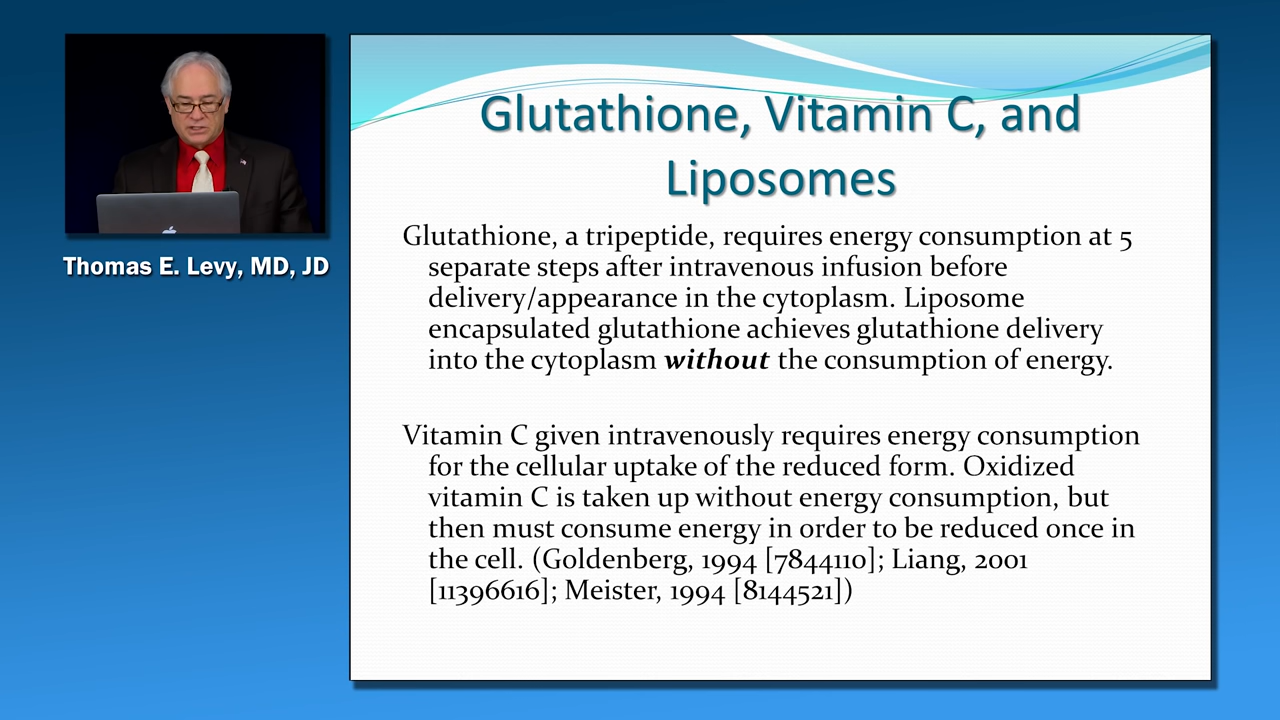 Thomas E. Levy, MD, JD
Glutathione, Vitamin C, and
Liposomes
Glutathione, a tripeptide, requires energy consumption at 5
separate steps after intravenous infusion before
delivery/appearance in the cytoplasm. Liposome
encapsulated glutathione achieves glutathione delivery
into the cytoplasm without the consumption of energy.
Vitamin C given intravenously requires energy consumption
for the cellular uptake of the reduced form. Oxidized
vitamin C is taken up without energy consumption, but
then must consume energy in order to be reduced once in
the cell. (Goldenberg, 1994 [7844110]; Liang, 2001
[11396616]; Meister, 1994 [8144521])